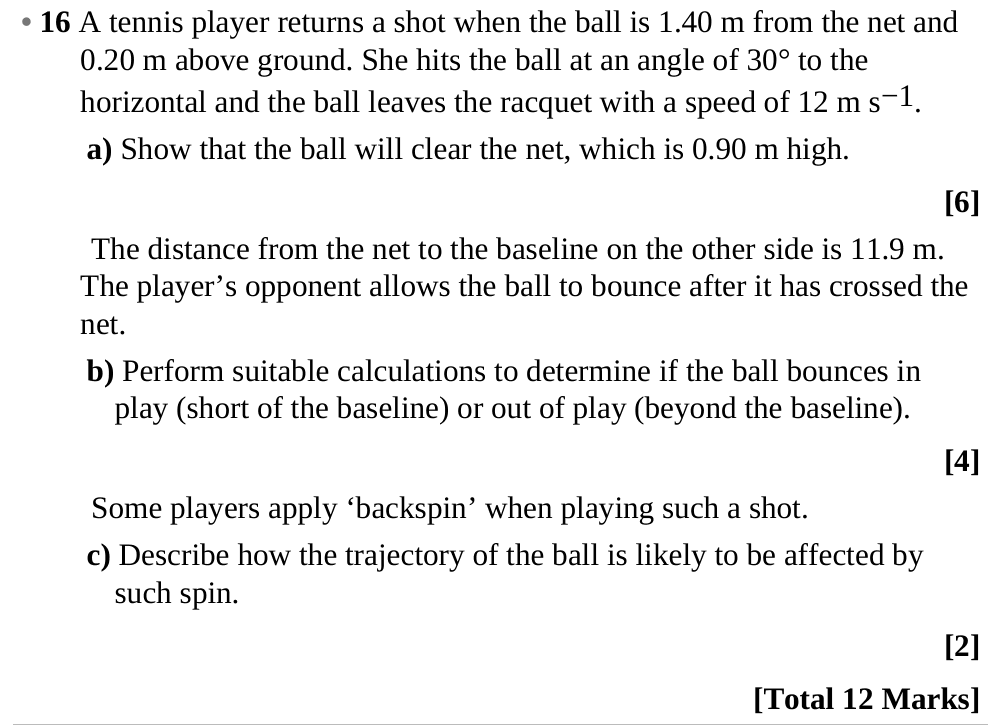 • 16 A tennis player returns a shot when the ball is 1.40 m from the net and
0.20 m above ground. She hits the ball at an angle of 30° to the
horizontal and the ball leaves the racquet with a speed of 12 m s⁻¹.
a) Show that the ball will clear the net, which is 0.90 m high.
[6]
The distance from the net to the baseline on the other side is 11.9 m.
The player’s opponent allows the ball to bounce after it has crossed the
net.
b) Perform suitable calculations to determine if the ball bounces in
play (short of the baseline) or out of play (beyond the baseline).
[4]
Some players apply ‘backspin’ when playing such a shot.
c) Describe how the trajectory of the ball is likely to be affected by
such spin.
[2]
[Total 12 Marks]